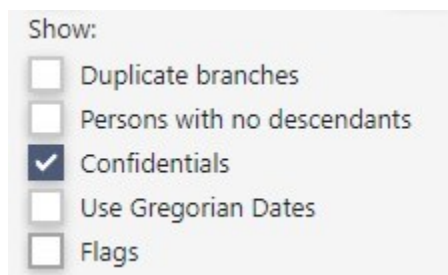 Show:
Duplicate branches
Persons with no descendants
Confidentials
Use Gregorian Dates
Flags